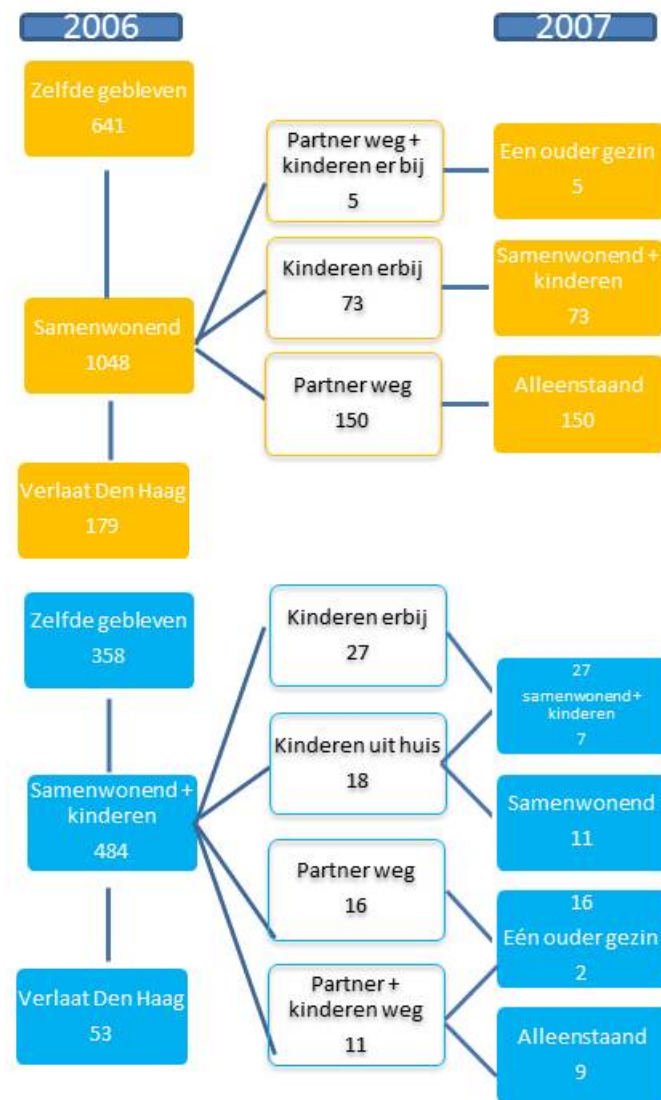 2006
2007
Zelfde gebleven
641
Partner weg +
kinderen er bij
5
Een ouder gezin
5
Kinderen erbij
73
Samenwonend +
kinderen
73
Samenwonend
1048
Partner weg
150
Alleenstaand
150
Verlaat Den Haag
179
Zelfde gebleven
358
Kinderen erbij
27
27
samenwonend+
kinderen
7
Kinderen uit huis
18
Samenwonend +
kinderen
484
Samenwonend
11
Partner weg
16
16
Eén ouder gezin
2
Verlaat Den Haag
53
Partner +
kinderen weg
11
Alleenstaand
9